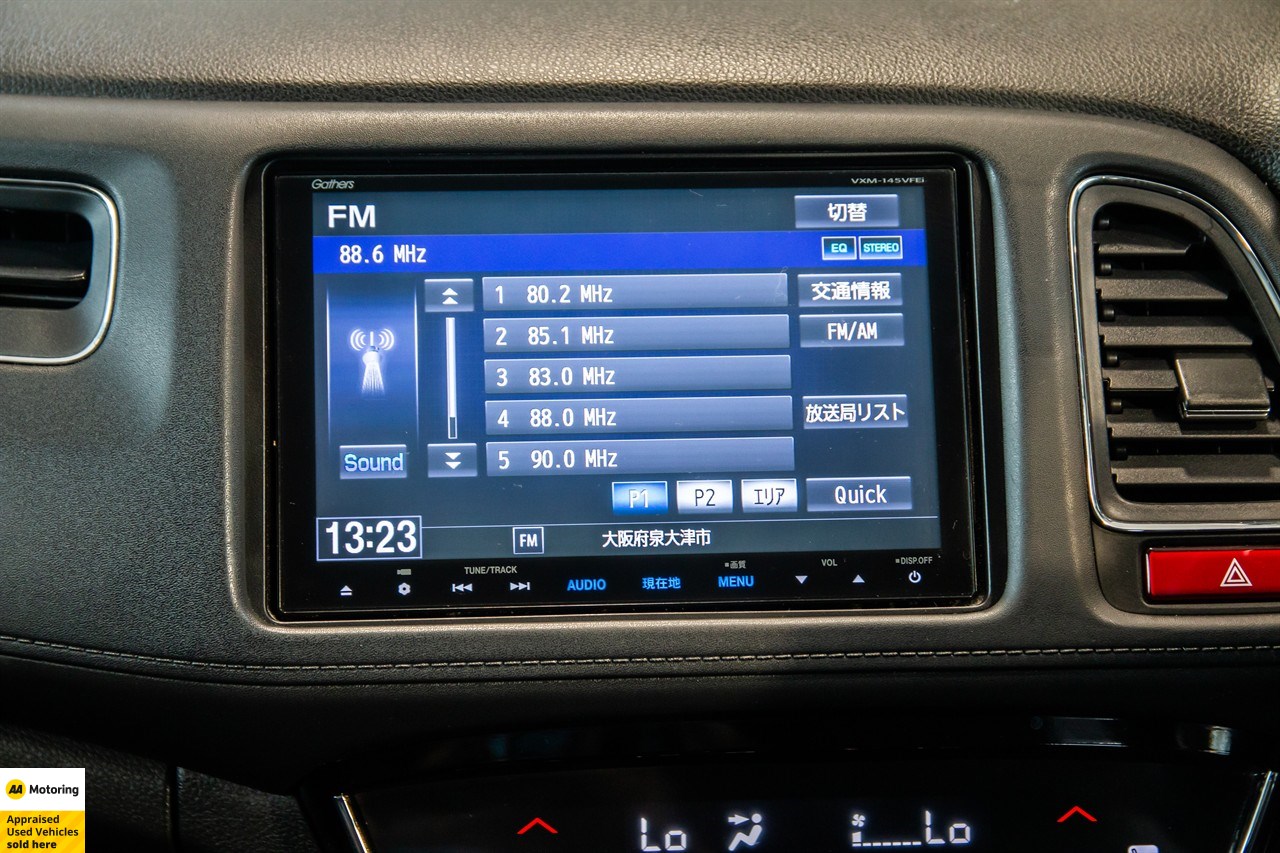 Gathers
VXM-145VFEi
FM
切替
88.6 MHz
EQ
STEREO
1 80.2 MHz
交通情報
2 85.1 MHz
FM/AM
3 83.0 MHz
4 88.0 MHz
放送局リスト
5 90.0 MHz
Sound
P1
P2
エリア
Quick
13:23
FM
大阪府泉大津市
TUNE/TRACK
AUDIO
現在地
画質
MENU
VOL
DISP.OFF
Lo
Lo
AA Motoring
Appraised
Used Vehicles
sold here